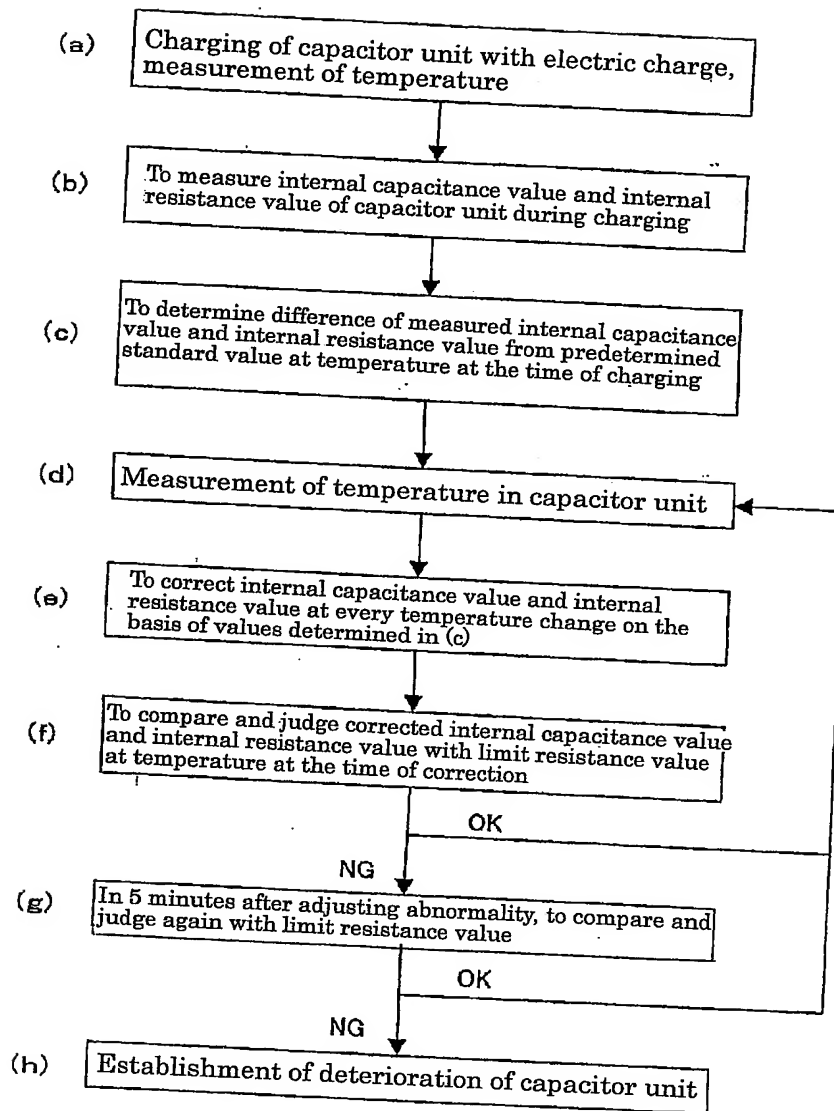 (a) Charging of capacitor unit with electric charge,
measurement of temperature
(b) To measure internal capacitance value and internal
resistance value of capacitor unit during charging
(c) To determine difference of measured internal capacitance
value and internal resistance value from predetermined
standard value at temperature at the time of charging
(d) Measurement of temperature in capacitor unit
(e) To correct internal capacitance value and internal
resistance value at every temperature change on the
basis of values determined in (c)
(f) To compare and judge corrected internal capacitance value
and internal resistance value with limit resistance value
at temperature at the time of correction
OK
NG
(g) In 5 minutes after adjusting abnormality, to compare and
judge again with limit resistance value
OK
NG
(h) Establishment of deterioration of capacitor unit